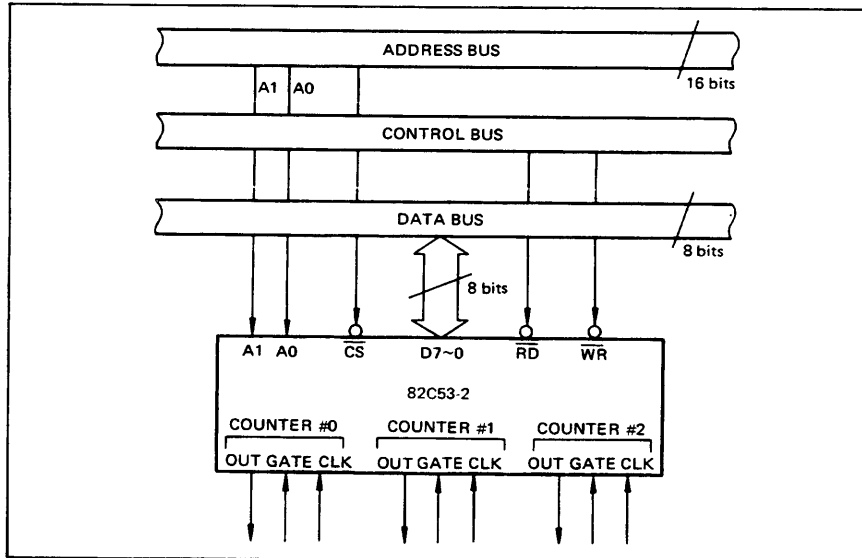 ADDRESS BUS
16 bits
A1 A0
CONTROL BUS
DATA BUS
8 bits
8 bits
A1 A0 CS D7~0 RD WR
82C53-2
COUNTER #0 COUNTER #1 COUNTER #2
OUT GATE CLK OUT GATE CLK OUT GATE CLK